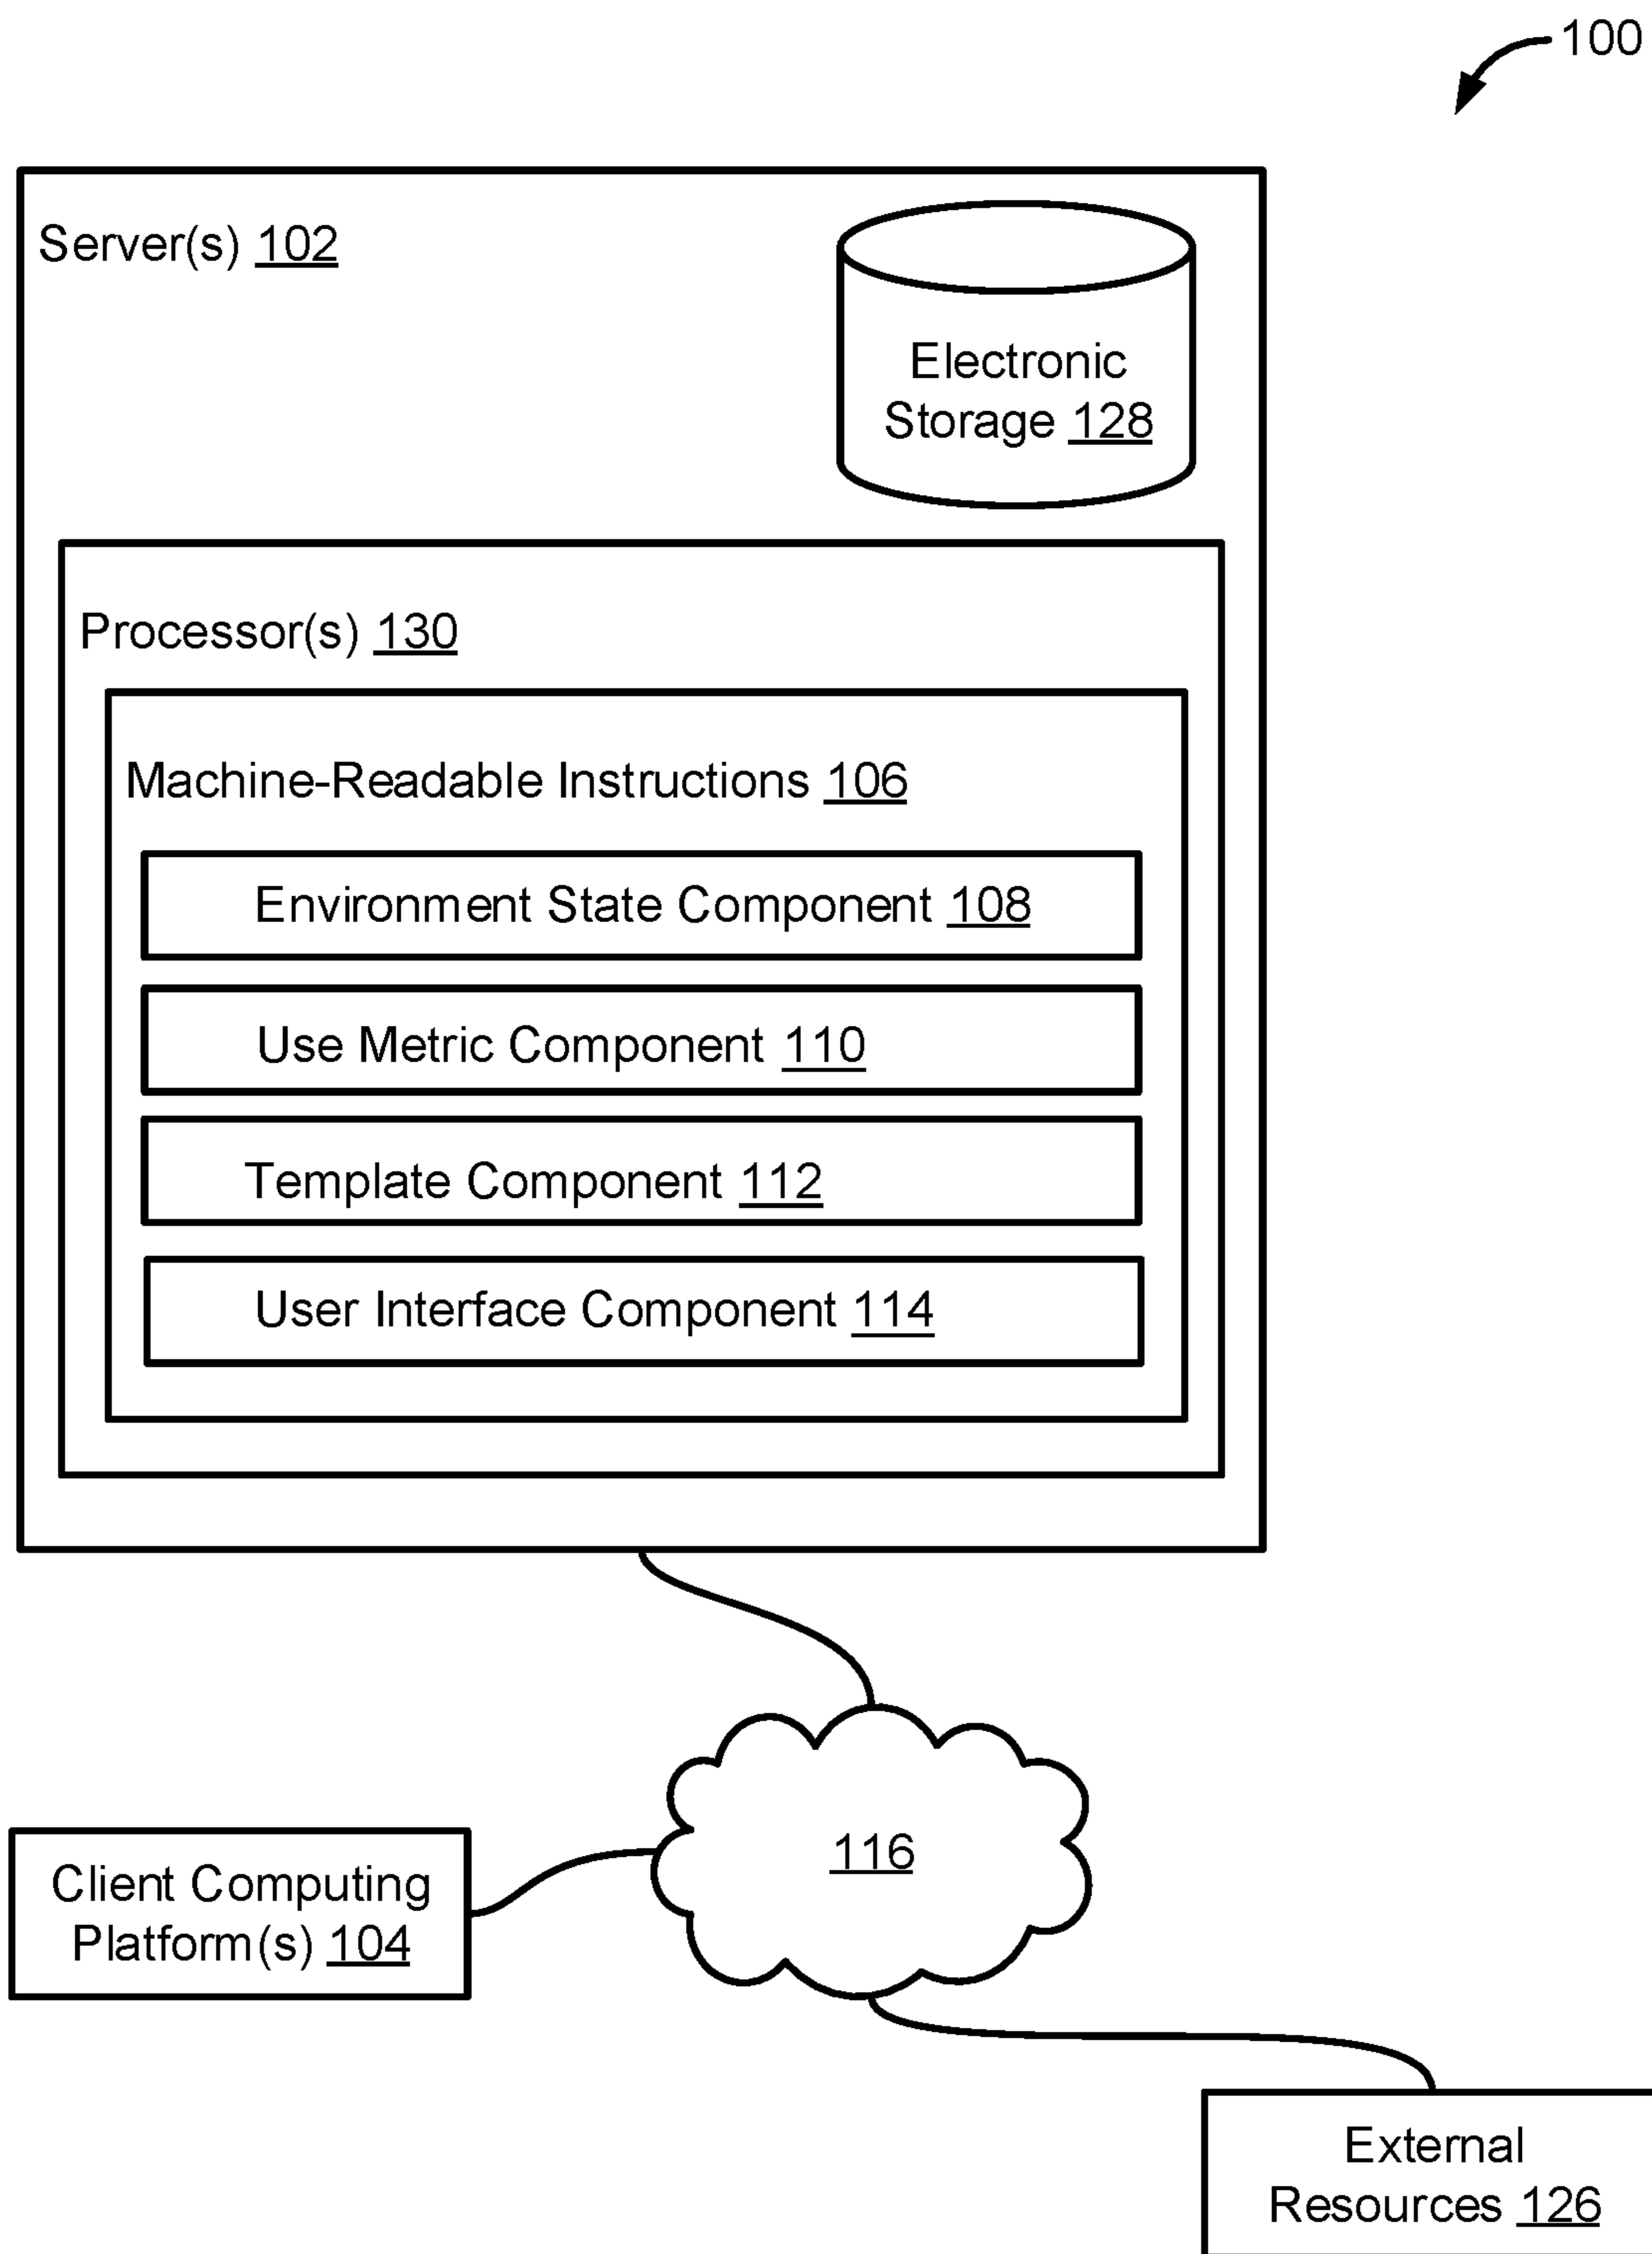 100
Server(s) 102
Electronic
Storage 128
Processor(s) 130
Machine-Readable Instructions 106
Environment State Component 108
Use Metric Component 110
Template Component 112
User Interface Component 114
116
Client Computing
Platform(s) 104
External
Resources 126